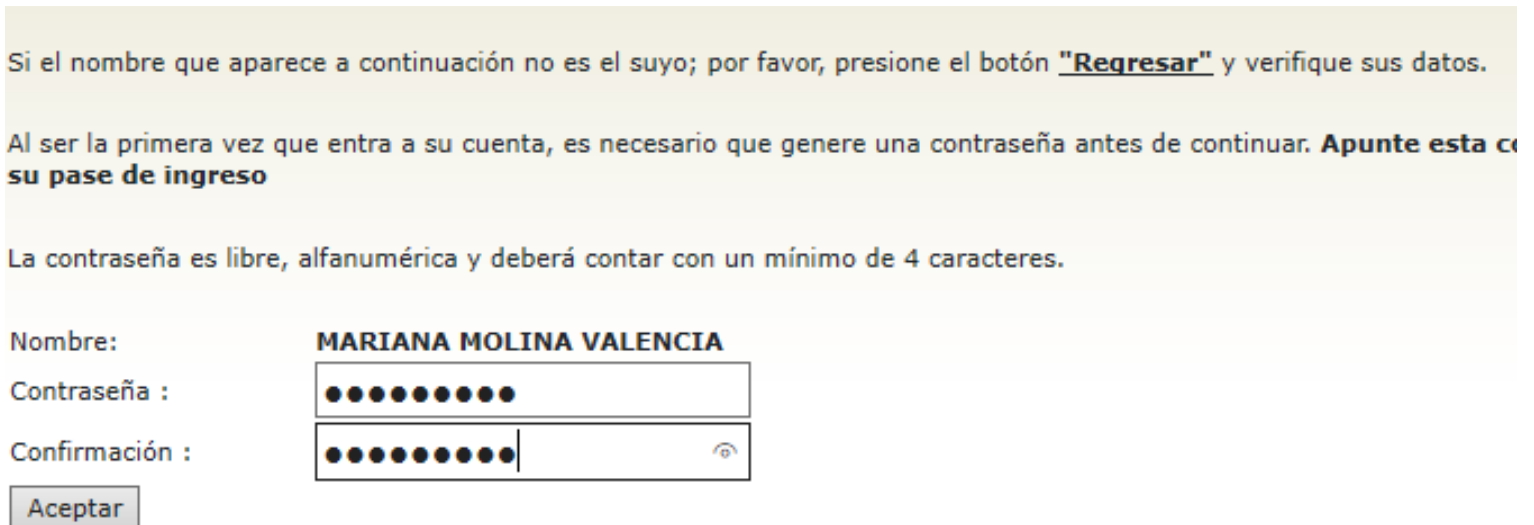 Si el nombre que aparece a continuación no es el suyo; por favor, presione el botón "Regresar" y verifique sus datos.
Al ser la primera vez que entra a su cuenta, es necesario que genere una contraseña antes de continuar. Apunte esta
su pase de ingreso
La contraseña es libre, alfanumérica y deberá contar con un mínimo de 4 caracteres.
Nombre: MARIANA MOLINA VALENCIA
Contraseña : ●●●●●●●●●
Confirmación : ●●●●●●●●●
Aceptar